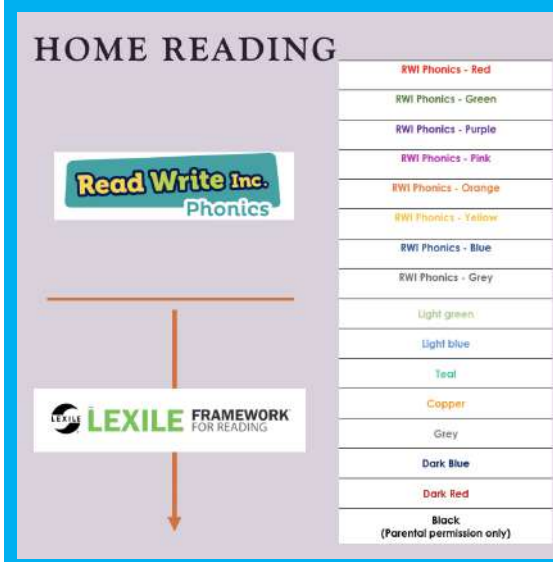 HOME READING
Read Write Inc.
Phonics
LEXILE
LEXILE FRAMEWORK
FOR READING
RWI Phonics - Red
RWI Phonics - Green
RWI Phonics - Purple
RWI Phonics - Pink
RWI Phonics - Orange
RWI Phonics - Yellow
RWI Phonics - Blue
RWI Phonics - Grey
Light green
Light blue
Teal
Copper
Grey
Dark Blue
Dark Red
Black
(Parental permission only)